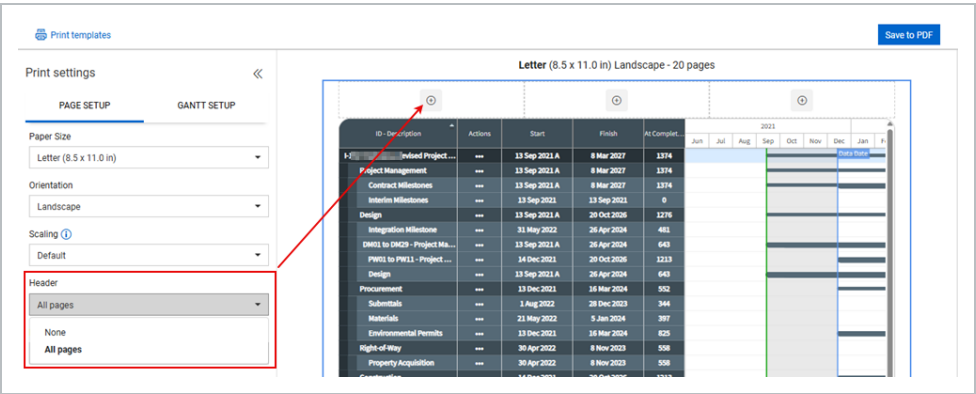 Print templates
Save to PDF
Print settings
Letter (8.5 x 11.0 in) Landscape - 20 pages
PAGE SETUP GANTT SETUP
Paper Size
Letter (8.5 x 11.0 in)
Orientation
Landscape
Scaling
Default
Header
All pages
None
All pages
ID - Description Actions Start Finish At Complet...
2021
Jun Jul Aug Sep Oct Nov Dec Jan
Data Date
evised Project ... ••• 13 Sep 2021 A 8 Mar 2027 1374
Project Management ••• 13 Sep 2021 A 8 Mar 2027 1374
Contract Milestones ••• 13 Sep 2021 A 8 Mar 2027 1374
Interim Milestones ••• 13 Sep 2021 13 Sep 2021 0
Design ••• 13 Sep 2021 A 20 Oct 2026 1276
Integration Milestone ••• 31 May 2022 26 Apr 2024 481
DM01 to DM29 - Project Ma... ••• 13 Sep 2021 A 26 Apr 2024 643
PW01 to PW11 - Project ... ••• 14 Dec 2021 20 Oct 2026 1213
Design ••• 13 Sep 2021 A 26 Apr 2024 643
Procurement ••• 13 Dec 2021 16 Mar 2024 552
Submttals ••• 1 Aug 2022 28 Dec 2023 344
Materials ••• 21 May 2022 5 Jan 2024 397
Environmental Permits ••• 13 Dec 2021 16 Mar 2024 825
Right-of-Way ••• 30 Apr 2022 8 Nov 2023 558
Property Acquisition ••• 30 Apr 2022 8 Nov 2023 558